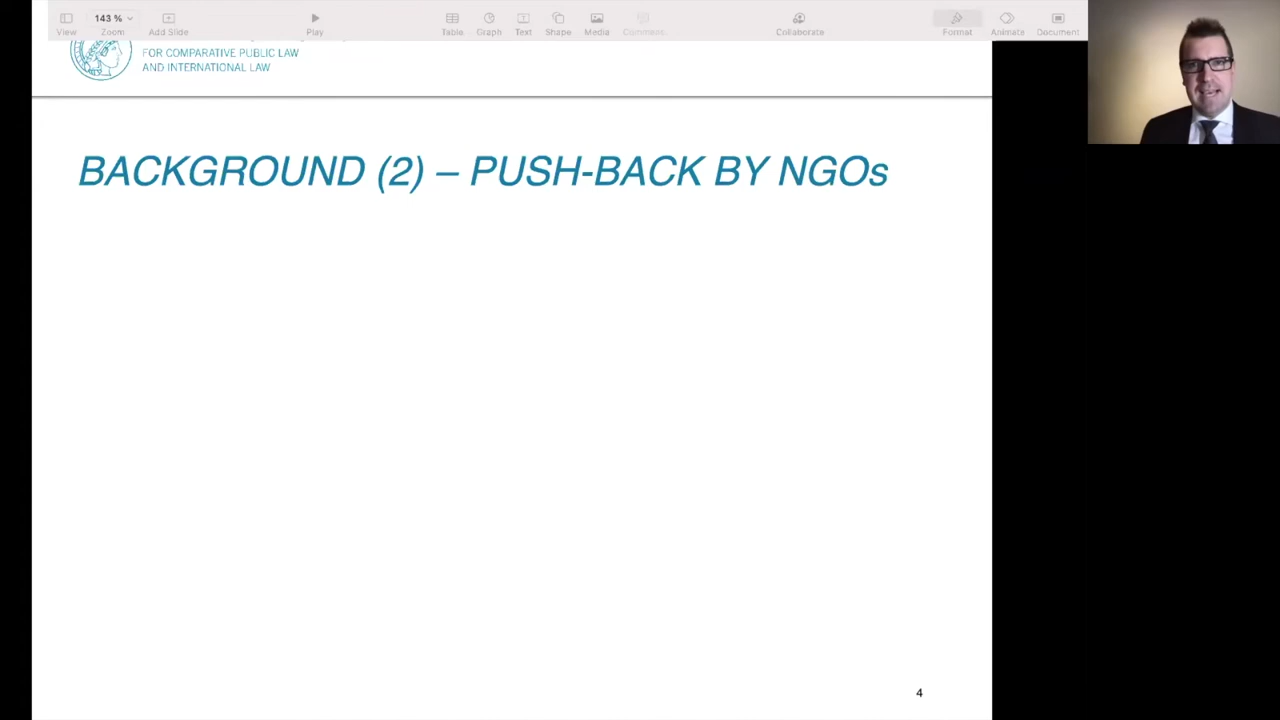 143 %
View Zoom Add Slide Play Table Graph Text Shape Media Comment Collaborate Format Animate Document
FOR COMPARATIVE PUBLIC LAW
AND INTERNATIONAL LAW
BACKGROUND (2) – PUSH-BACK BY NGOs
4